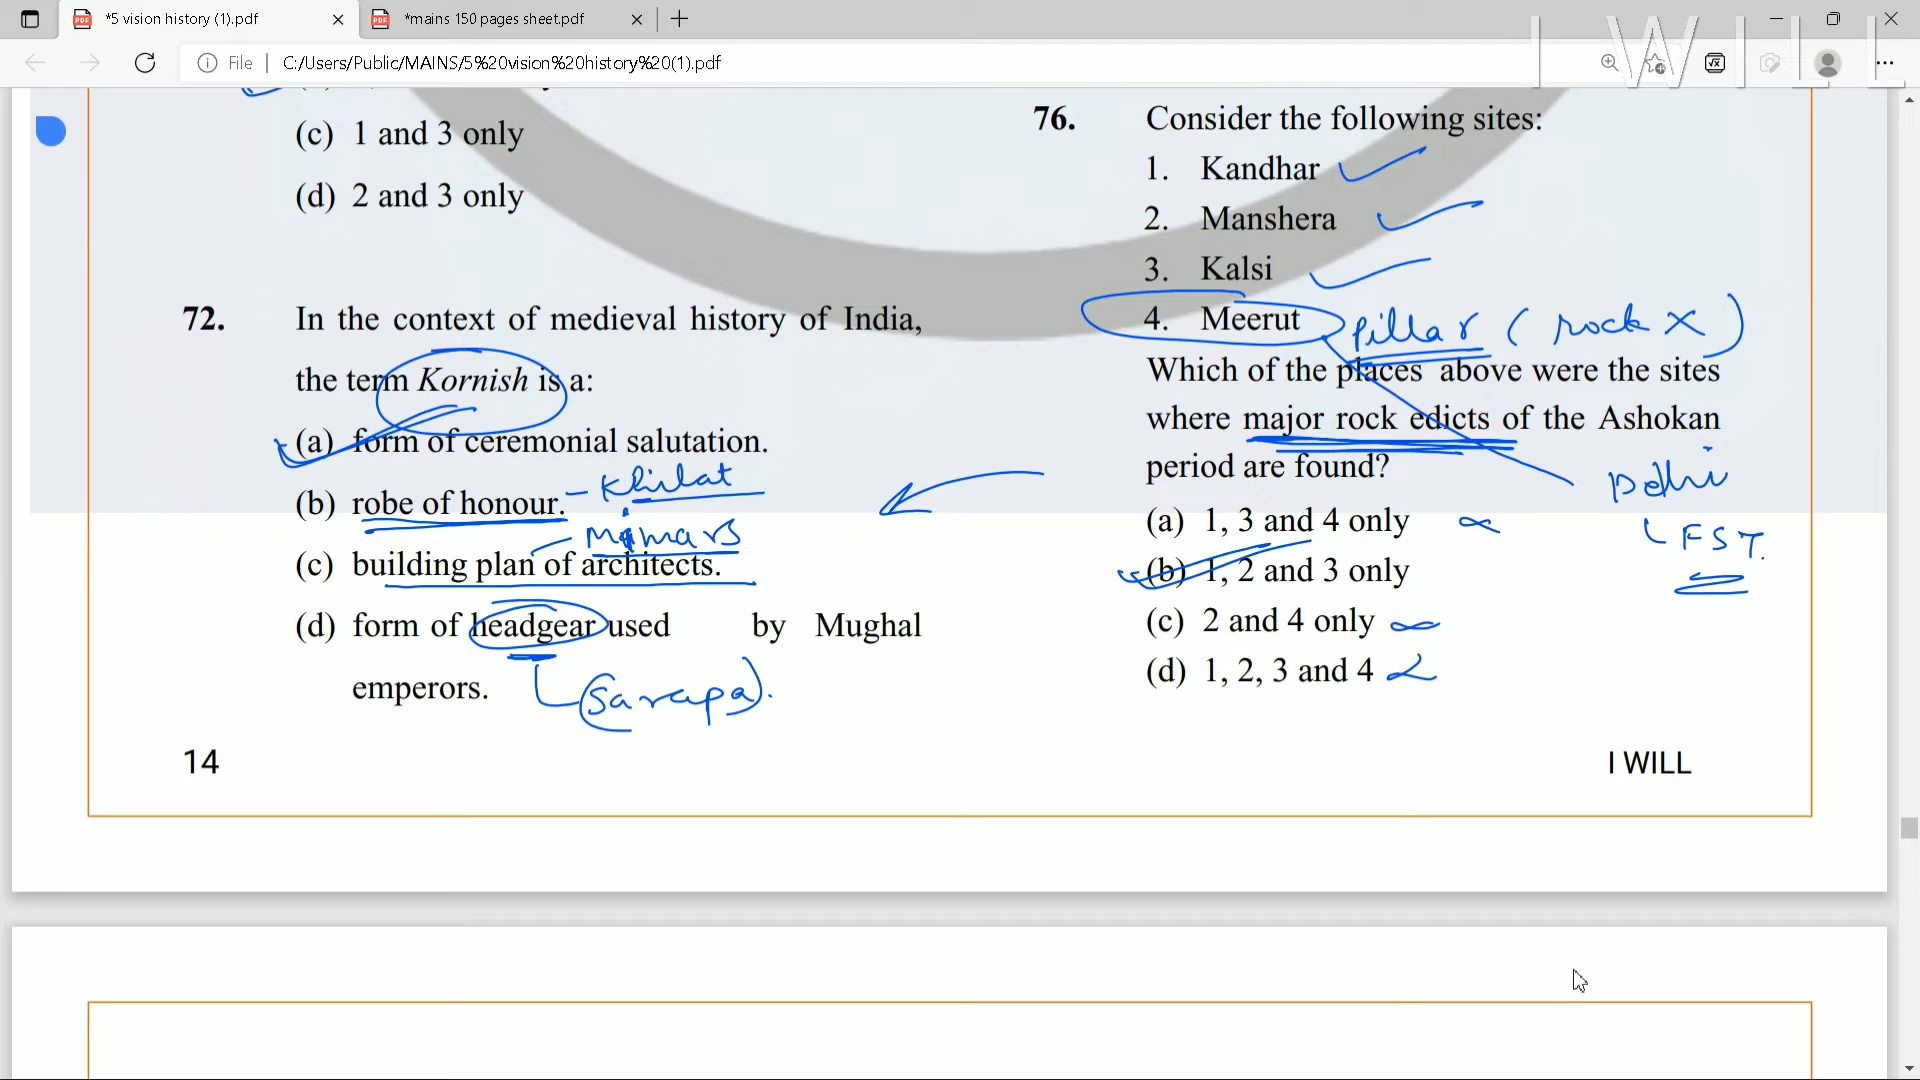 *5 vision history (1).pdf
*mains 150 pages sheet.pdf
File
C:/Users/Public/MAINS/5%20vision%20history%20(1).pdf
I WILL
(c) 1 and 3 only
(d) 2 and 3 only
72. In the context of medieval history of India,
the term Kornish is a:
(a) form of ceremonial salutation.
(b) robe of honour. - Khilat
mimars
(c) building plan of architects.
(d) form of headgear used by Mughal
emperors. (Sarapa).
14
76. Consider the following sites:
1. Kandhar
2. Manshera
3. Kalsi
4. Meerut pillar (rock X)
Which of the places above were the sites
where major rock edicts of the Ashokan
period are found?
Delhi
(a) 1, 3 and 4 only
FST.
(b) 1, 2 and 3 only
(c) 2 and 4 only
(d) 1, 2, 3 and 4
I WILL